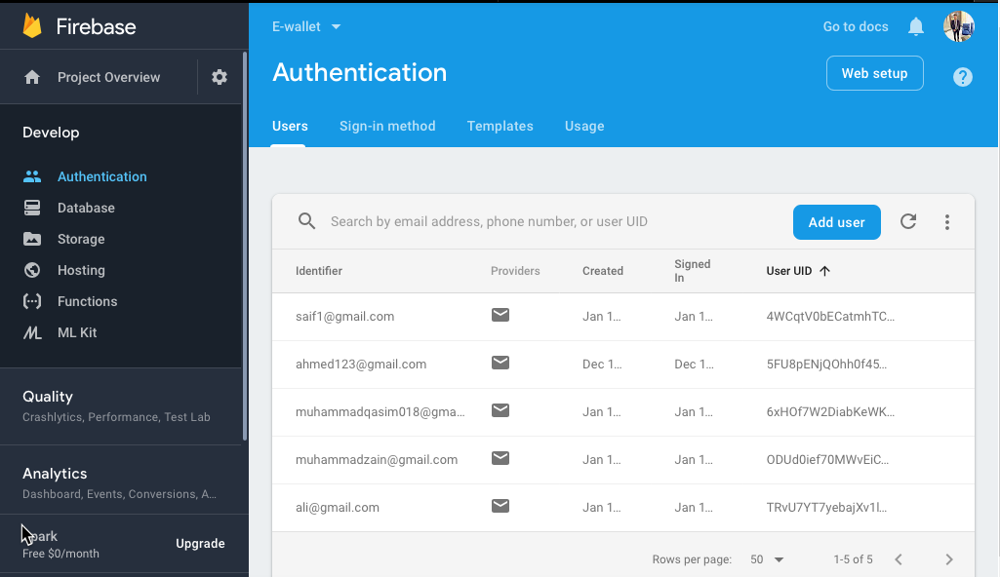 Firebase
Project Overview
Develop
Authentication
Database
Storage
Hosting
Functions
ML Kit
Quality
Crashlytics, Performance, Test Lab
Analytics
Dashboard, Events, Conversions, A...
Free $0/month
Upgrade
E-wallet
Go to docs
Authentication
Web setup
Users Sign-in method Templates Usage
Search by email address, phone number, or user UID
Add user
Identifier Providers Created Signed In User UID
saif1@gmail.com Jan 1... Jan 1... 4WCqtV0bECatmhTC...
ahmed123@gmail.com Dec 1... Dec 1... 5FU8pENjQOhh0f45...
muhammadqasim018@gma... Jan 1... Jan 1... 6xHOf7W2DiabKeWK...
muhammadzain@gmail.com Jan 1... Jan 1... ODUd0ief70MWvEiC...
ali@gmail.com Jan 1... Jan 1... TRvU7YT7yebajXv1l...
Rows per page: 50 1-5 of 5